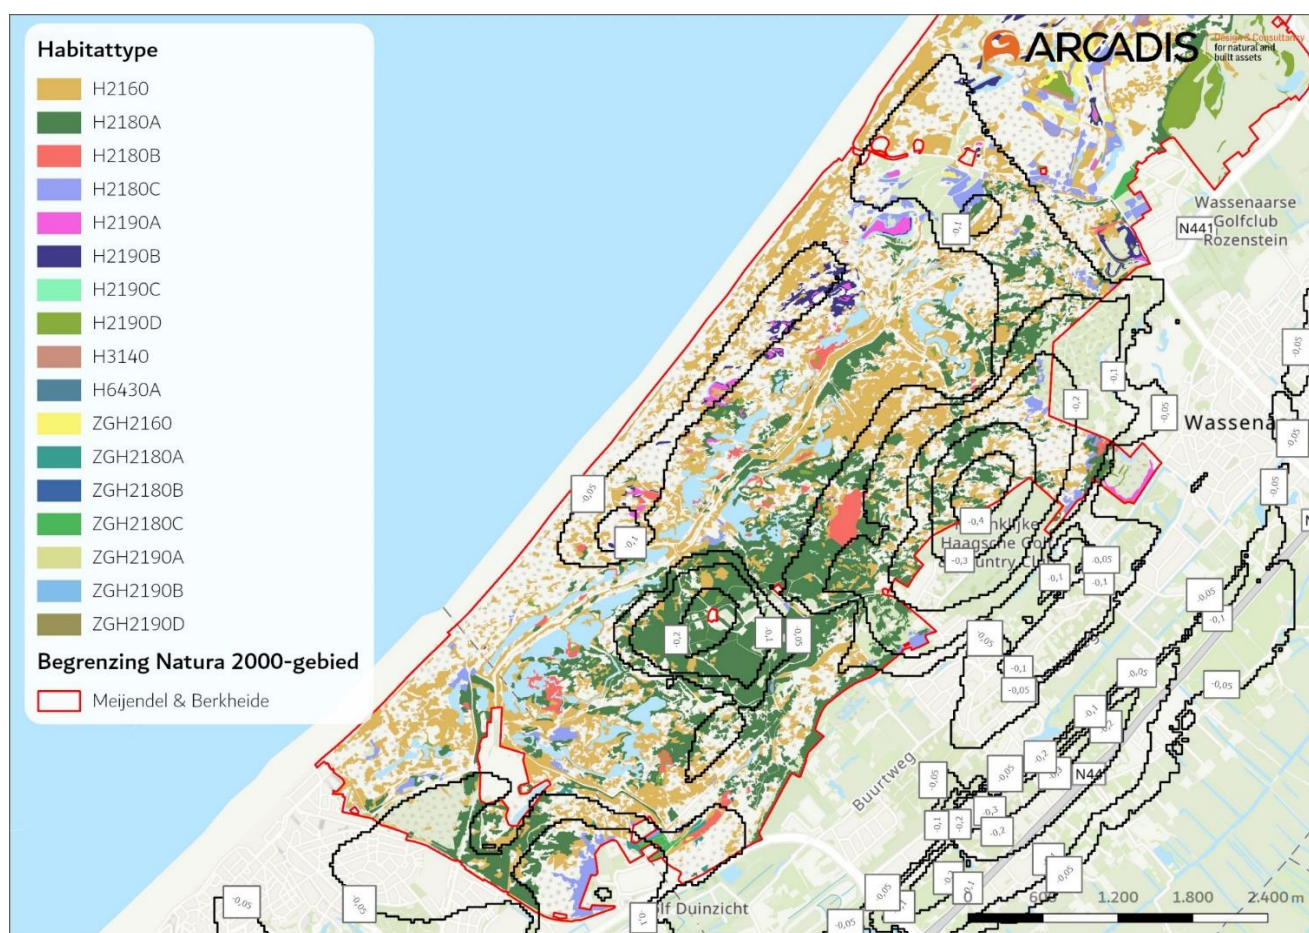 Habitattype
H2160
H2180A
H2180B
H2180C
H2190A
H2190B
H2190C
H2190D
H3140
H6430A
ZGH2160
ZGH2180A
ZGH2180B
ZGH2180C
ZGH2190A
ZGH2190B
ZGH2190D
Begrenzing Natura 2000-gebied
Meijendel & Berkheide
ARCADIS
Design & Consultancy
for natural and
built assets
Wassenaarse
Golfclub
Rozenstein
N441
-0,1
-0,05
-0,1
-0,2
-0,05
Wassena
-0,05
-0,05
-0,05
-0,1
-0,4
Haagsche
-0,3
-0,05
-0,1
-0,1
-0,05
-0,1
-0,2
-0,1
-0,05
-0,05
-0,1
-0,05
-0,05
-0,05
-0,1
-0,2
Buurtweg
-0,2
-0,05
-0,05
-0,3
N44
-0,3
-0,1
-0,2
-0,2
-0,05
-0,05
-0,1
-0,05
-0,05
-0,1
Duinzicht
-0,05
0
600
1.200
1.800
2.400 m